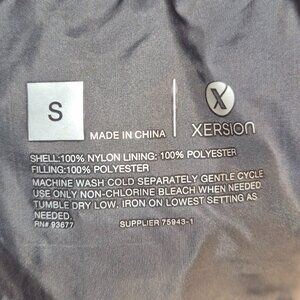 S
MADE IN CHINA
X
XERSION
SHELL:100% NYLON LINING: 100% POLYESTER
FILLING:100% POLYESTER
MACHINE WASH COLD SEPARATELY GENTLE CYCLE
USE ONLY NON-CHLORINE BLEACH WHEN NEEDED
TUMBLE DRY LOW, IRON ON LOWEST SETTING AS
NEEDED.
RN# 93677
SUPPLIER 75943-1